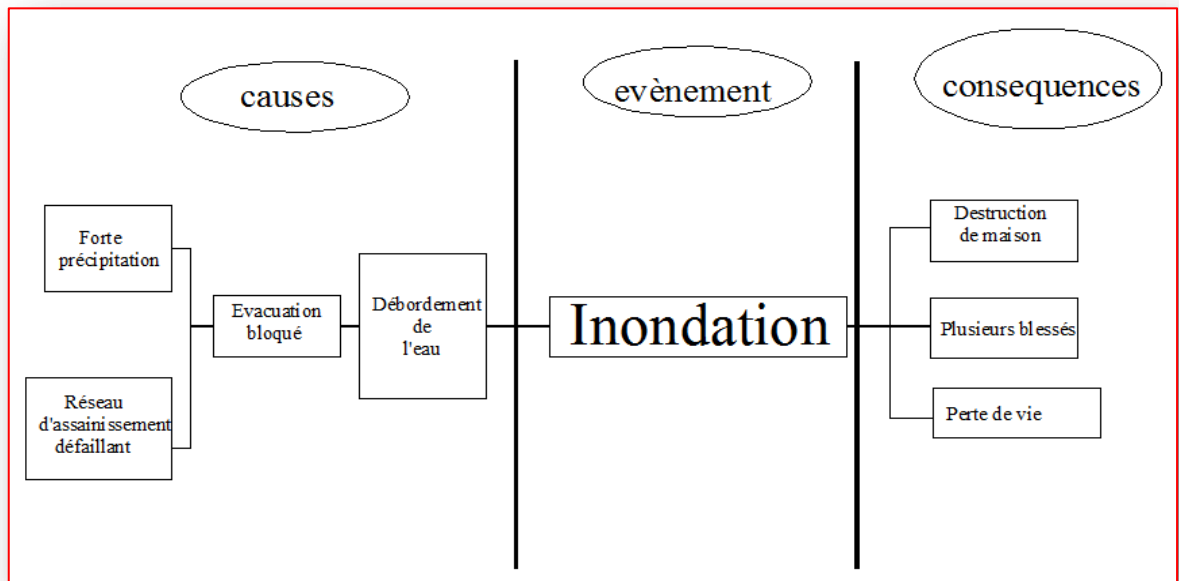 causes
evènement
consequences
Forte
précipitation
Réseau
d'assainissement
défaillant
Evacuation
bloqué
Débordement
de
l'eau
Inondation
Destruction
de maison
Plusieurs blessés
Perte de vie